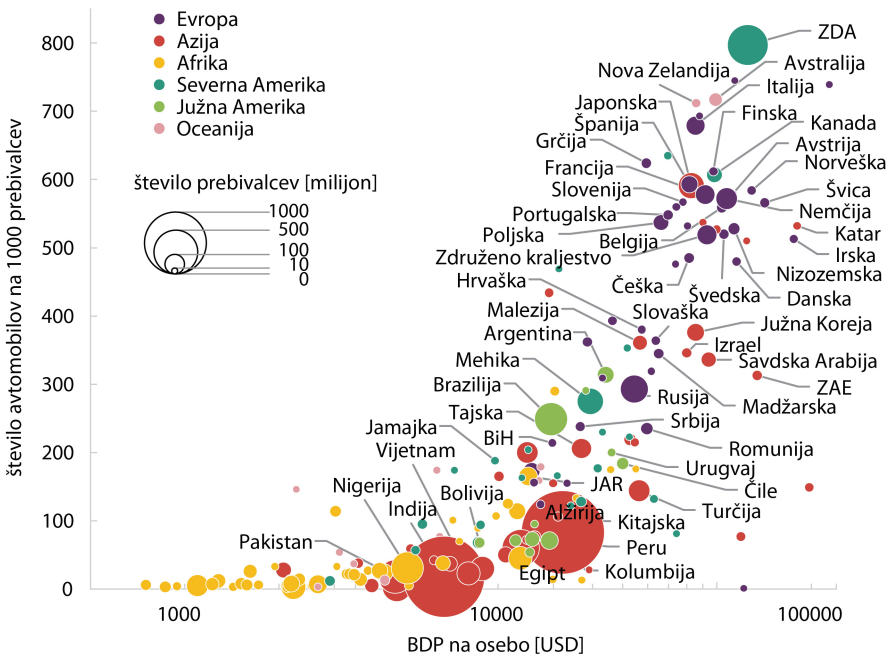 število avtomobilov na 1000 prebivalcev
800
700
600
500
400
300
200
100
0
Evropa
Azija
Afrika
Severna Amerika
Južna Amerika
Oceanija
število prebivalcev [milijon]
1000
500
100
10
0
ZDA
Nova Zelandija
Avstralija
Italija
Japonska
Finska
Španija
Kanada
Grčija
Avstrija
Norveška
Francija
Slovenija
Švica
Portugalska
Nemčija
Poljska
Belgija
Katar
Združeno kraljestvo
Irska
Nizozemska
Hrvaška
Češka
Švedska
Danska
Malezija
Slovaška
Argentina
Južna Koreja
Izrael
Mehika
Savdska Arabija
Brazilija
ZAE
Rusija
Madžarska
Tajska
Srbija
Jamajka
BiH
Romunija
Vijetnam
Urugvaj
Nigerija
Bolivija
JAR
Čile
Indija
Alžirija
Turčija
Kitajska
Pakistan
Peru
Egipt
Kolumbija
1000
10000
100000
BDP na osebo [USD]